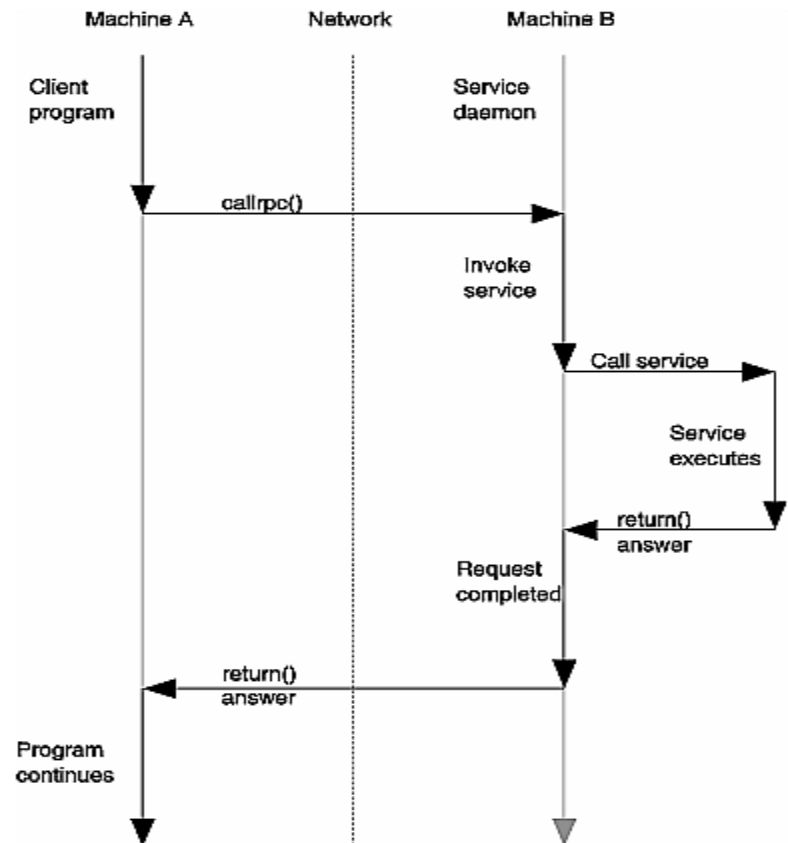 Machine A
Network
Machine B
Client
program
Service
daemon
callrpc()
Invoke
service
Call service
Service
executes
return()
answer
Request
completed
return()
answer
Program
continues